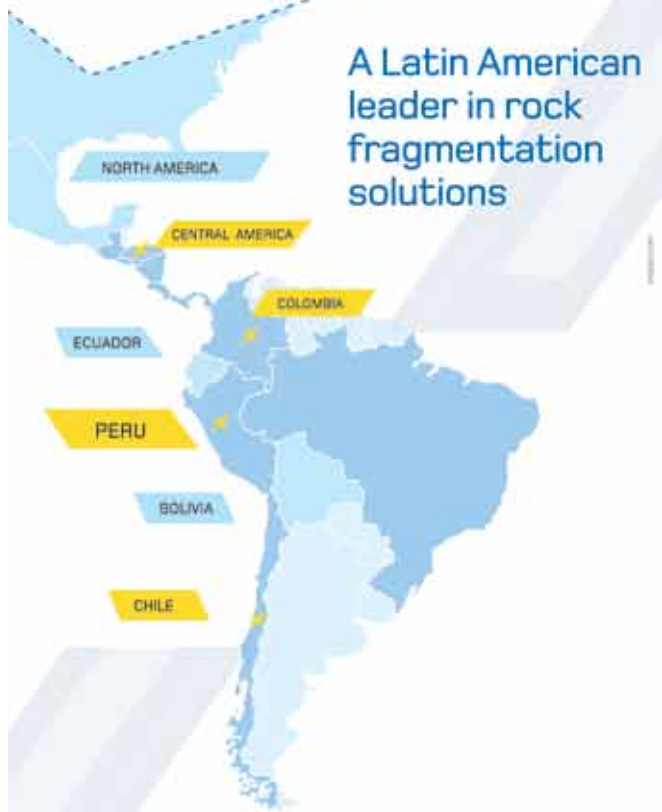 A Latin American
leader in rock
fragmentation
solutions
NORTH AMERICA
CENTRAL AMERICA
COLOMBIA
ECUADOR
PERU
BOLIVIA
CHILE